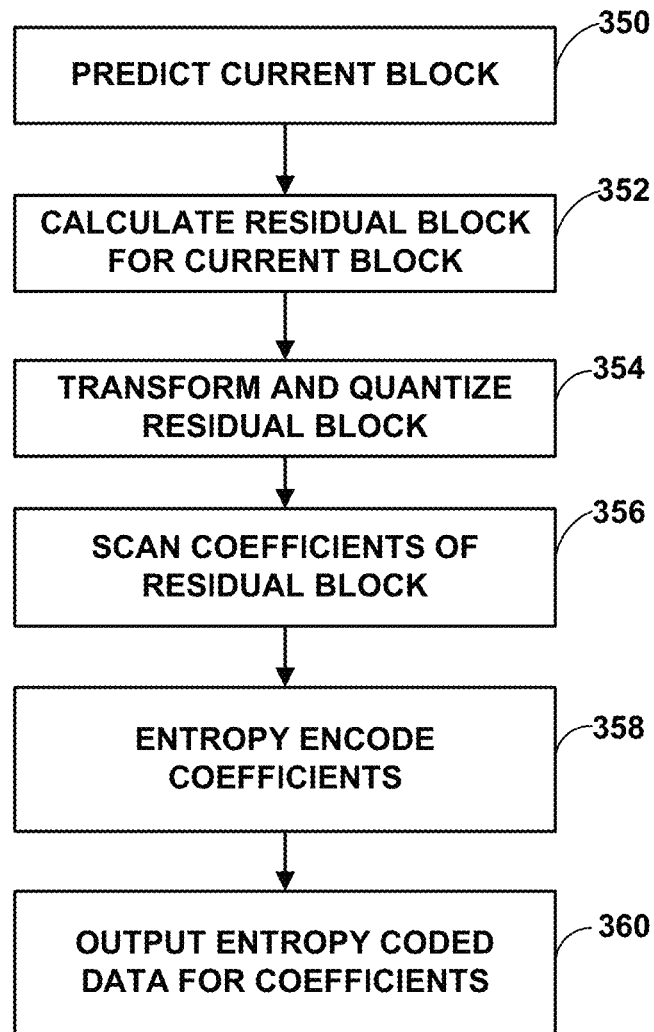 350
PREDICT CURRENT BLOCK
352
CALCULATE RESIDUAL BLOCK
FOR CURRENT BLOCK
354
TRANSFORM AND QUANTIZE
RESIDUAL BLOCK
356
SCAN COEFFICIENTS OF
RESIDUAL BLOCK
358
ENTROPY ENCODE
COEFFICIENTS
360
OUTPUT ENTROPY CODED
DATA FOR COEFFICIENTS